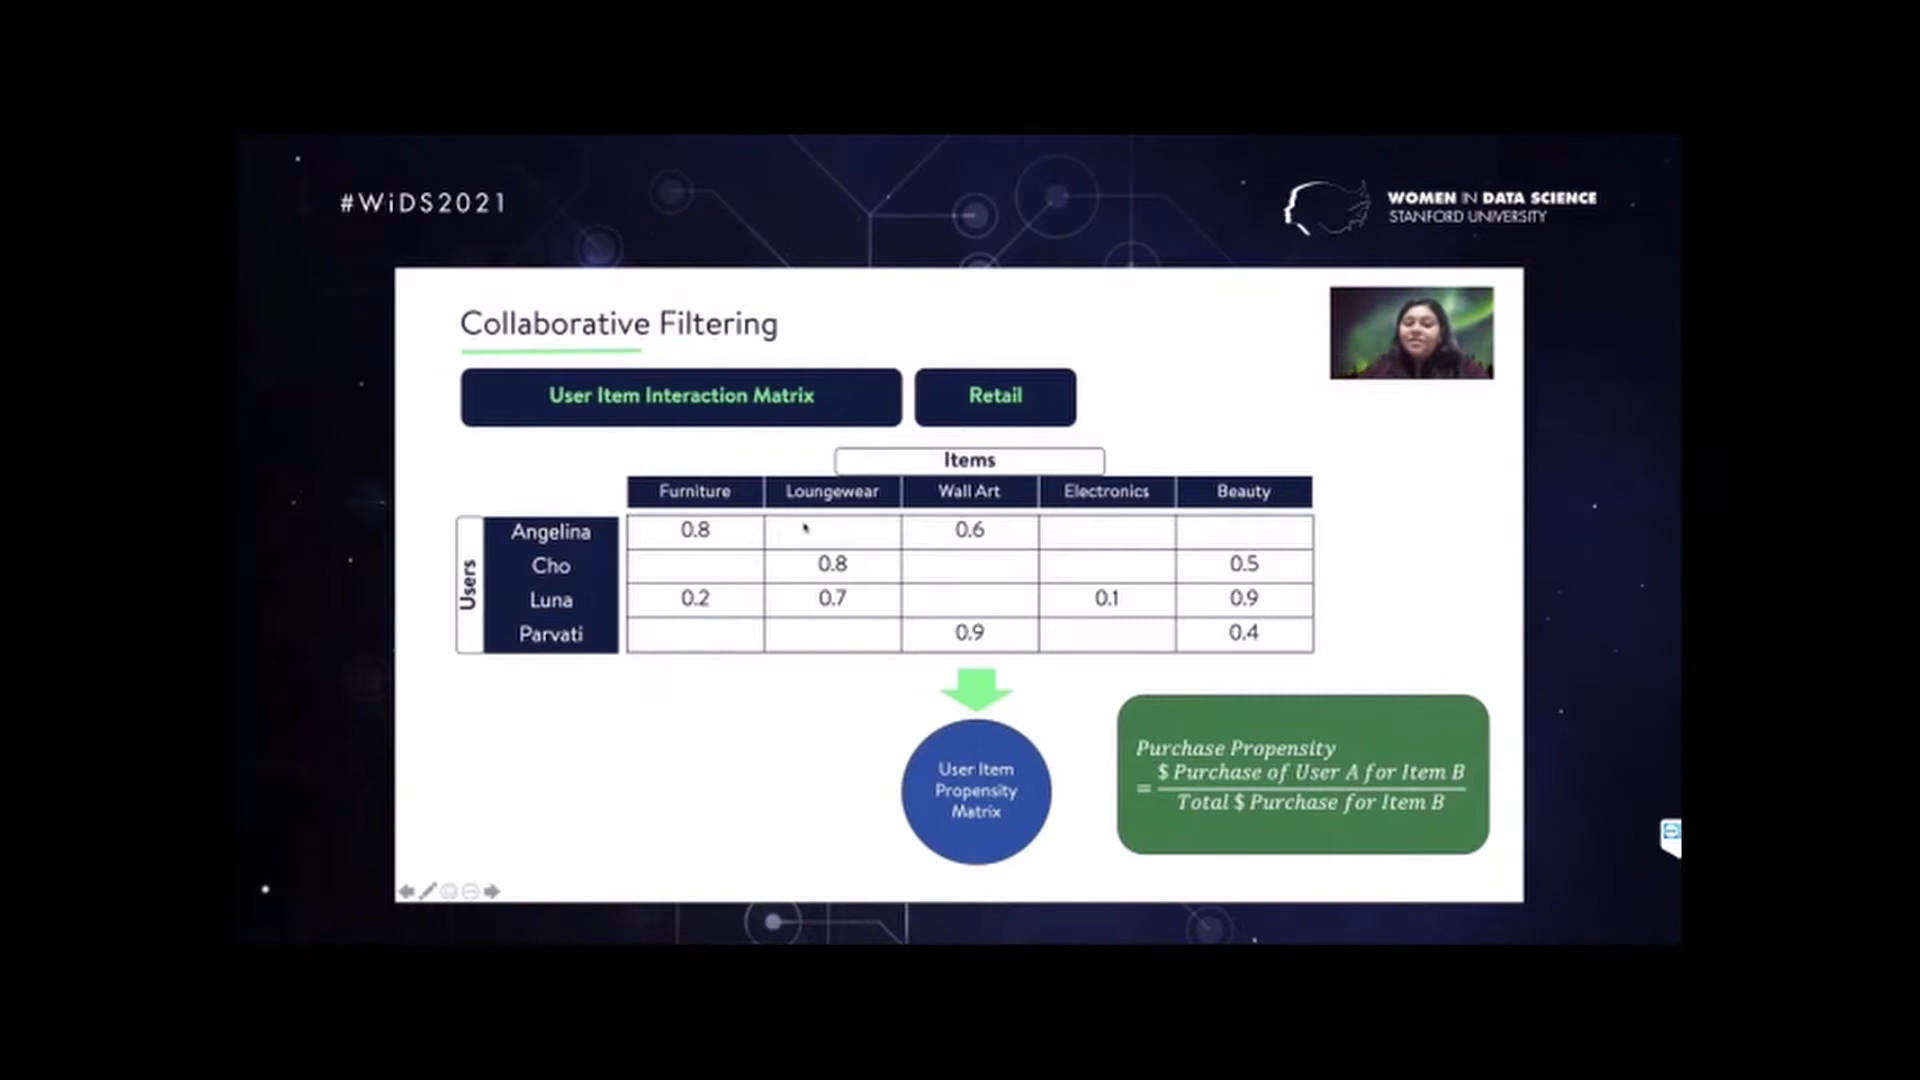 #WiDS2021
WOMEN IN DATA SCIENCE
STANFORD UNIVERSITY
Collaborative Filtering
User Item Interaction Matrix
Retail
Items
Furniture Loungewear Wall Art Electronics Beauty
Users
Angelina 0.8 0.6
Cho 0.8 0.5
Luna 0.2 0.7 0.1 0.9
Parvati 0.9 0.4
User Item
Propensity
Matrix
Purchase Propensity
$ Purchase of User A for Item B
=
Total $ Purchase for Item B